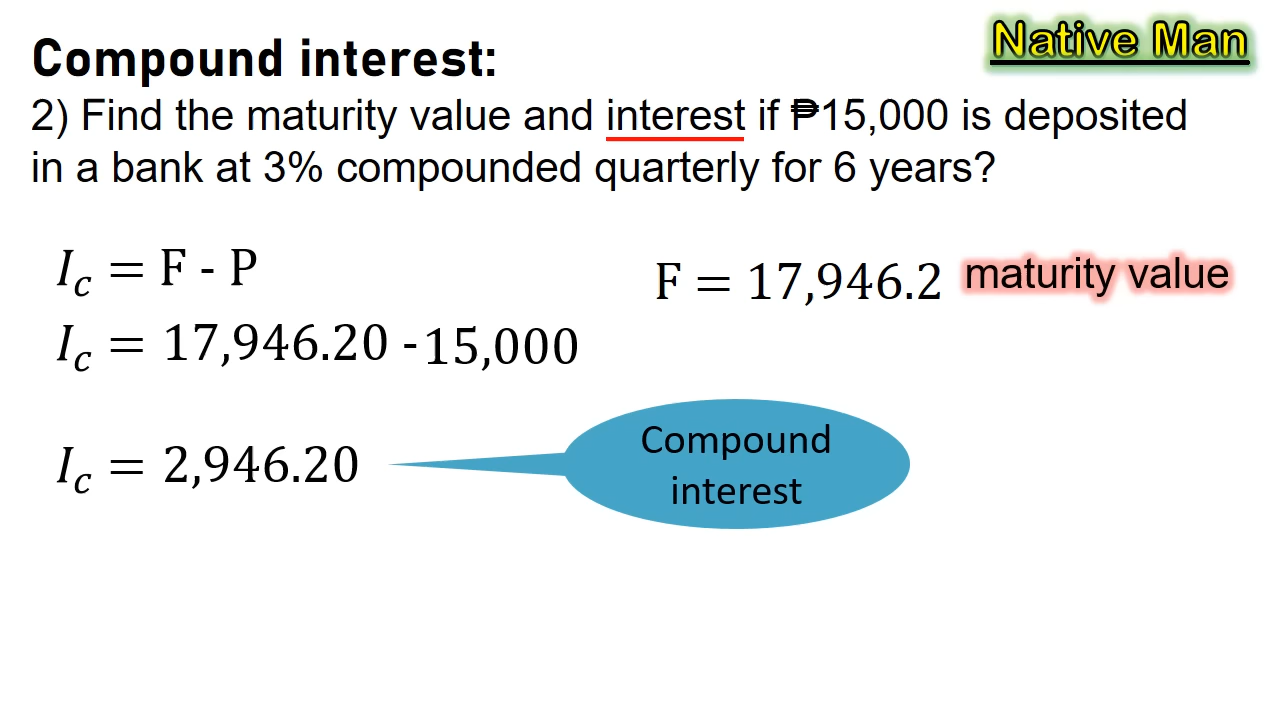 Compound interest:
Native Man
2) Find the maturity value and interest if ₱15,000 is deposited
in a bank at 3% compounded quarterly for 6 years?
I_c = F - P
F = 17,946.2 maturity value
I_c = 17,946.20 - 15,000
I_c = 2,946.20
Compound
interest